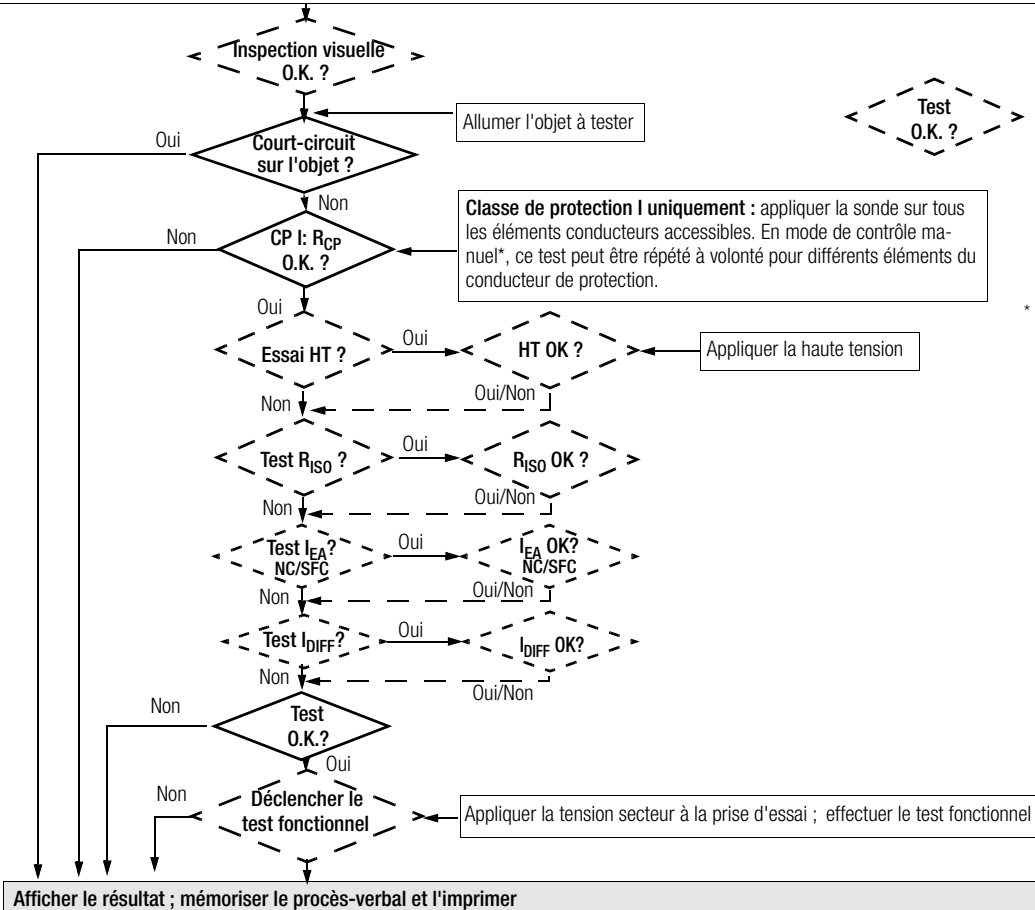 Inspection visuelle
O.K. ?
Allumer l'objet à tester
Test
O.K. ?
Oui
Court-circuit
sur l'objet ?
Non
Classe de protection I uniquement : appliquer la sonde sur tous
les éléments conducteurs accessibles. En mode de contrôle ma-
nuel*, ce test peut être répété à volonté pour différents éléments du
conducteur de protection.
Non
CP I: RCP
O.K. ?
*
Oui
Essai HT ?
Oui
HT OK ?
Appliquer la haute tension
Non
Oui/Non
Test RISO ?
Oui
RISO OK ?
Non
Oui/Non
Test IEA?
NC/SFC
Oui
IEA OK?
NC/SFC
Non
Oui/Non
Test IDIFF?
Oui
IDIFF OK?
Non
Oui/Non
Non
Test
O.K.?
Oui
Non
Déclencher le
test fonctionnel
Appliquer la tension secteur à la prise d'essai ; effectuer le test fonctionnel
Afficher le résultat ; mémoriser le procès-verbal et l'imprimer